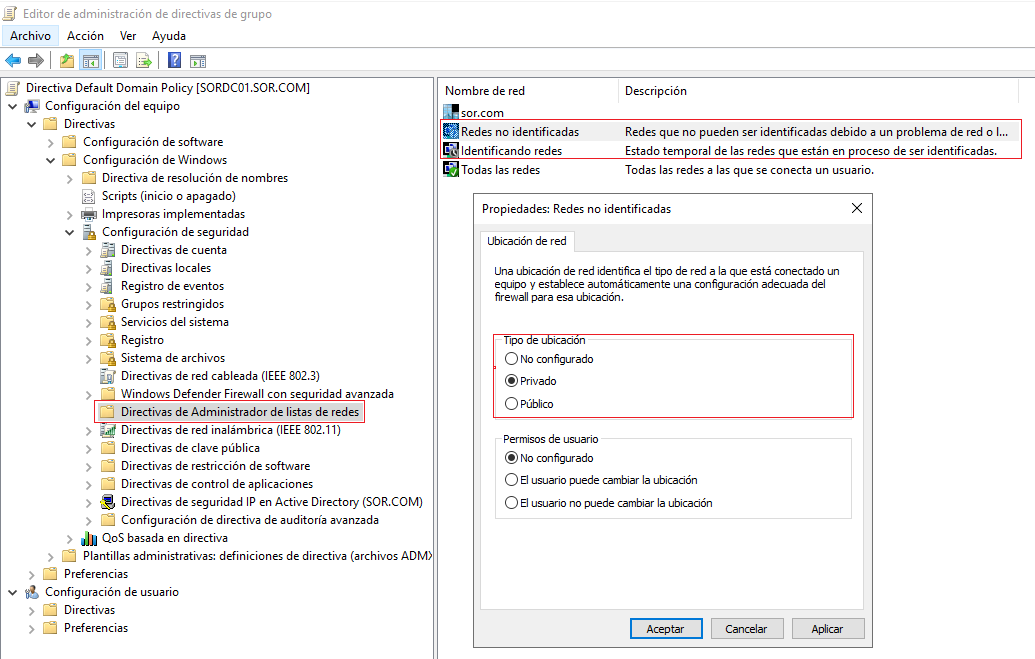 Editor de administración de directivas de grupo
Archivo Acción Ver Ayuda
Directiva Default Domain Policy [SORDC01.SOR.COM]
Configuración del equipo
Directivas
Configuración de software
Configuración de Windows
Directiva de resolución de nombres
Scripts (inicio o apagado)
Impresoras implementadas
Configuración de seguridad
Directivas de cuenta
Directivas locales
Registro de eventos
Grupos restringidos
Servicios del sistema
Registro
Sistema de archivos
Directivas de red cableada (IEEE 802.3)
Windows Defender Firewall con seguridad avanzada
Directivas de Administrador de listas de redes
Directivas de red inalámbrica (IEEE 802.11)
Directivas de clave pública
Directivas de restricción de software
Directivas de control de aplicaciones
Directivas de seguridad IP en Active Directory (SOR.COM)
Configuración de directiva de auditoría avanzada
QoS basada en directiva
Plantillas administrativas: definiciones de directiva (archivos ADMX
Preferencias
Configuración de usuario
Directivas
Preferencias
Nombre de red Descripción
sor.com
Redes no identificadas Redes que no pueden ser identificadas debido a un problema de red o l...
Identificando redes Estado temporal de las redes que están en proceso de ser identificadas.
Todas las redes Todas las redes a las que se conecta un usuario.
Propiedades: Redes no identificadas
Ubicación de red
Una ubicación de red identifica el tipo de red a la que está conectado un
equipo y establece automáticamente una configuración adecuada del
firewall para esa ubicación.
Tipo de ubicación
No configurado
Privado
Público
Permisos de usuario
No configurado
El usuario puede cambiar la ubicación
El usuario no puede cambiar la ubicación
Aceptar Cancelar Aplicar